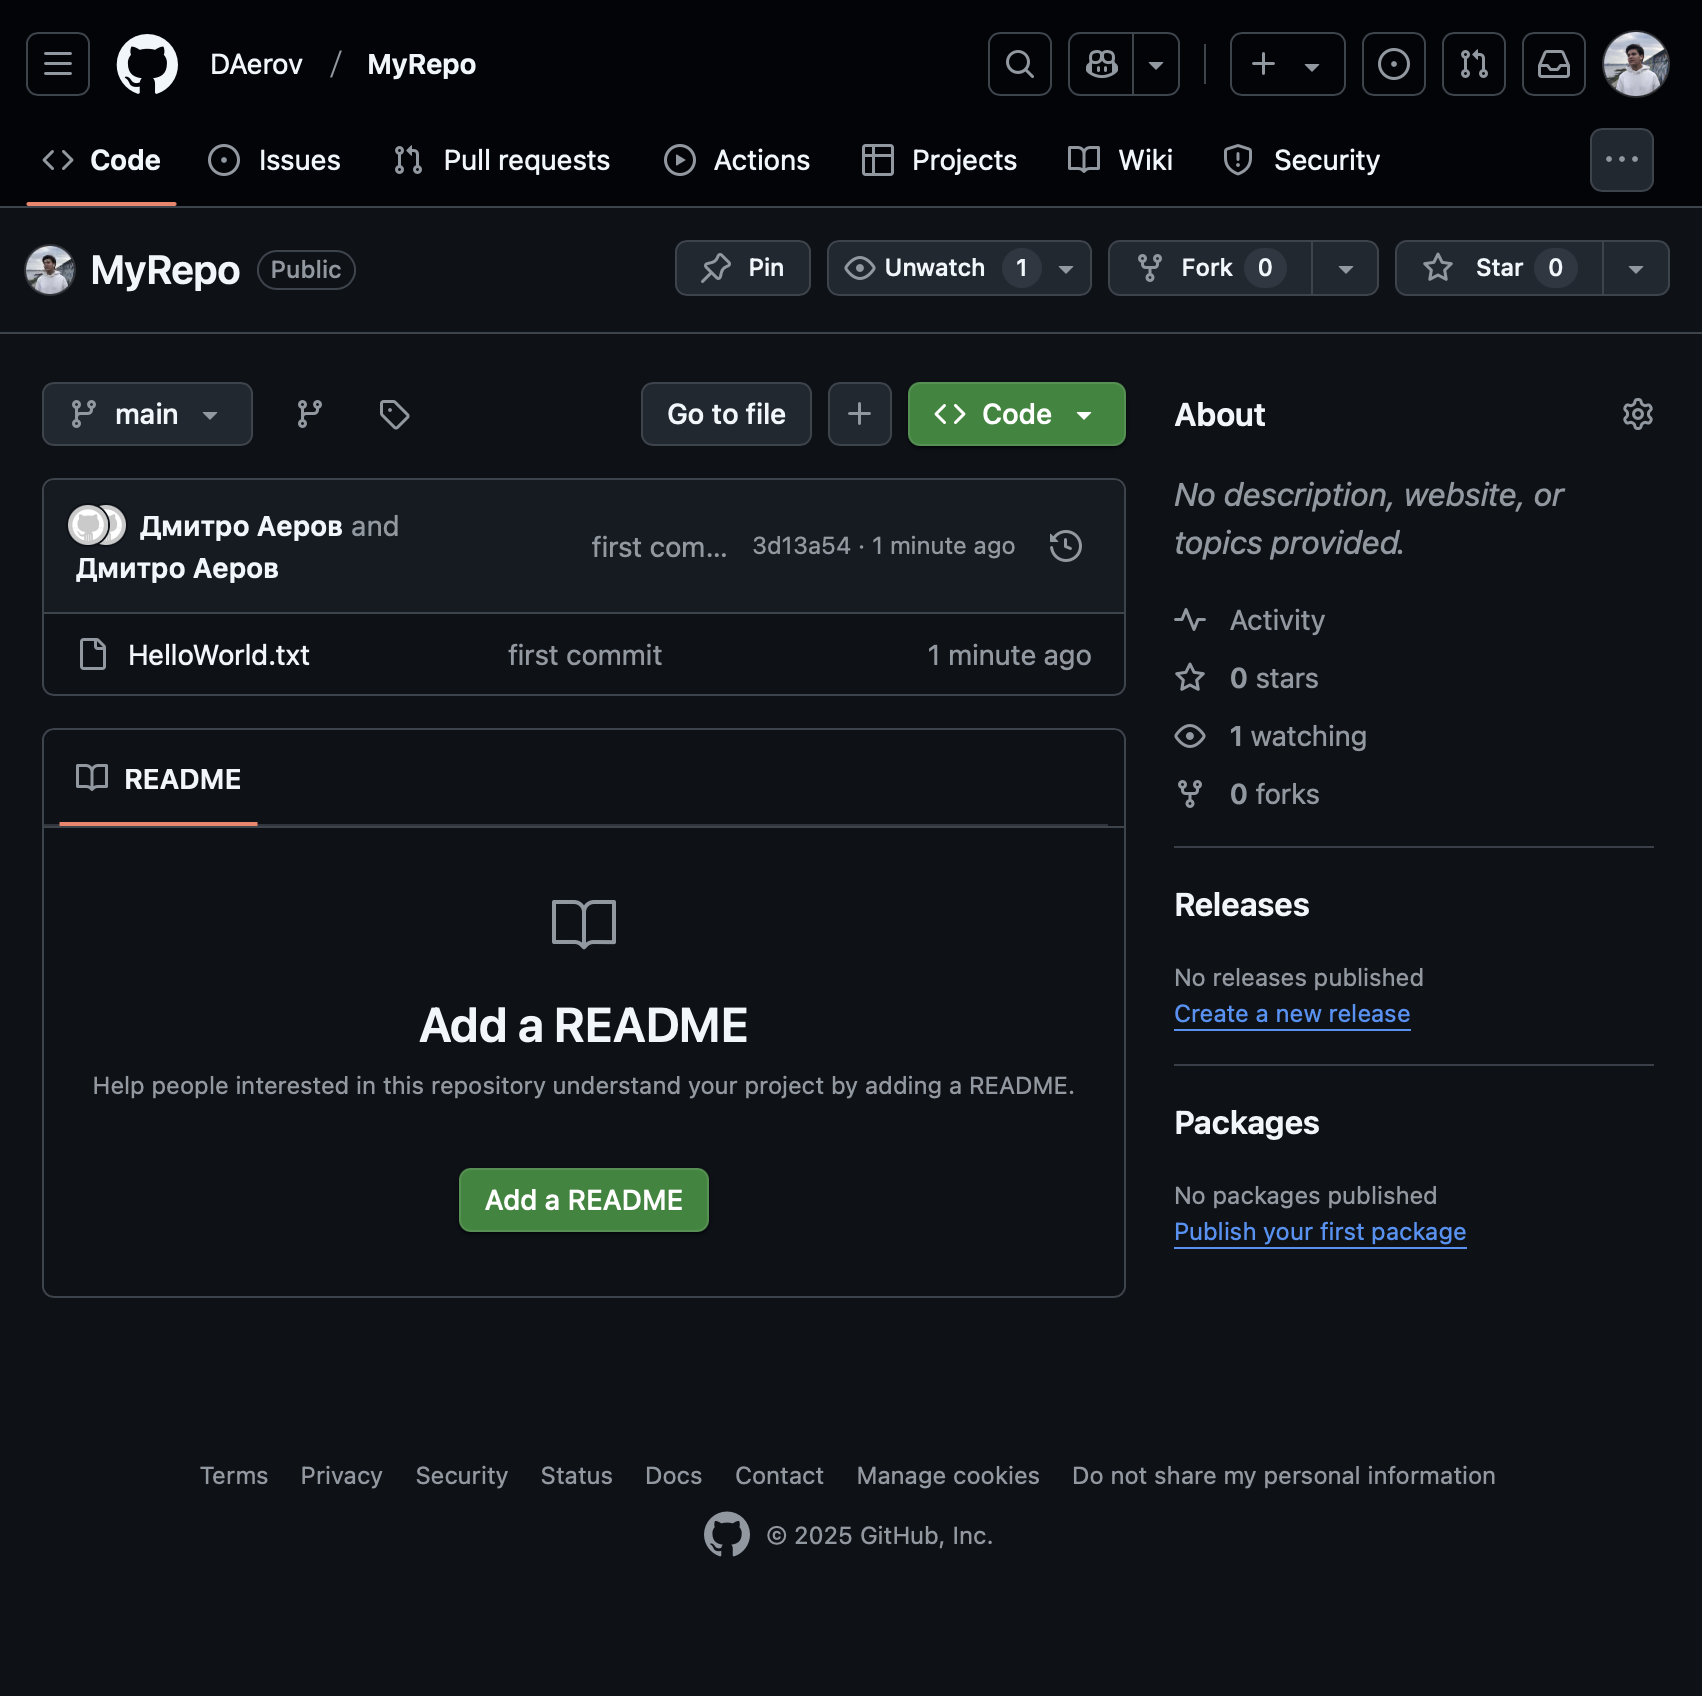 DAerov / MyRepo
Code Issues Pull requests Actions Projects Wiki Security
MyRepo Public Pin Unwatch 1 Fork 0 Star 0
main Go to file Code
Дмитро Аеров and
Дмитро Аеров
first com... 3d13a54 · 1 minute ago
HelloWorld.txt first commit 1 minute ago
README
Add a README
Help people interested in this repository understand your project by adding a README.
Add a README
About
No description, website, or
topics provided.
Activity
0 stars
1 watching
0 forks
Releases
No releases published
Create a new release
Packages
No packages published
Publish your first package
Terms Privacy Security Status Docs Contact Manage cookies Do not share my personal information
© 2025 GitHub, Inc.